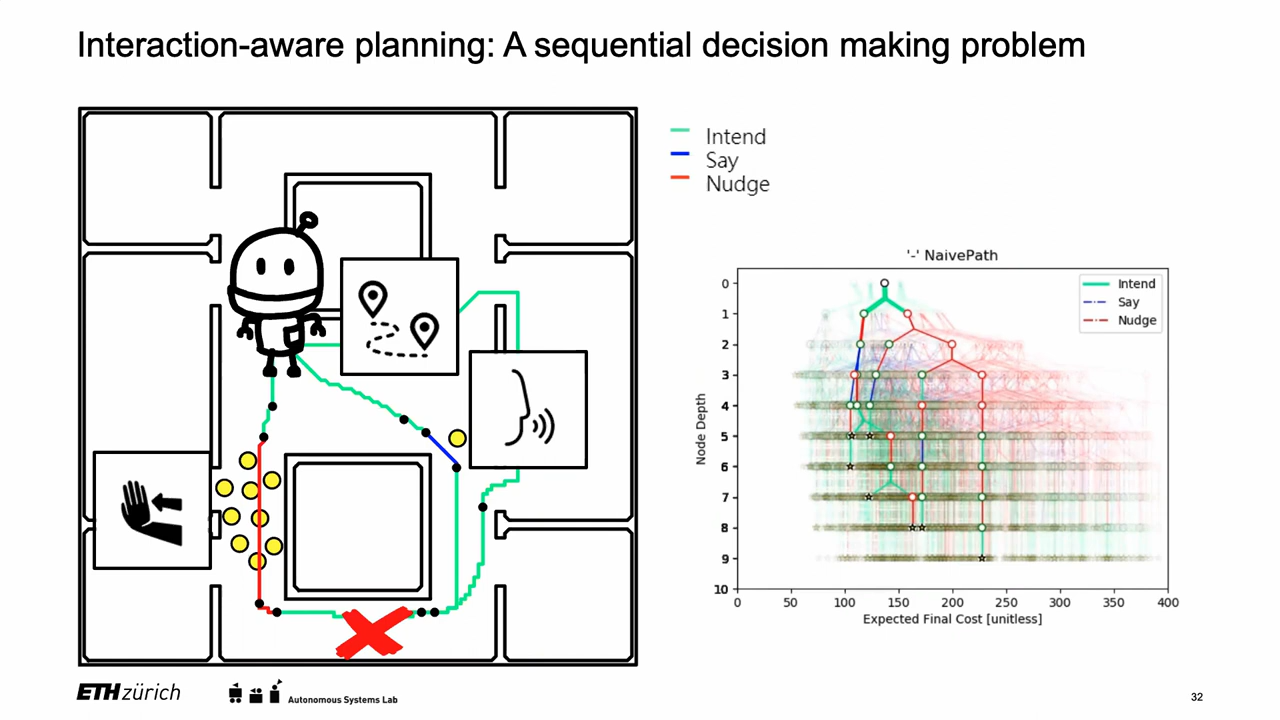 Interaction-aware planning: A sequential decision making problem
Intend
Say
Nudge
'-' NaivePath
Intend
Say
Nudge
Node Depth
0
1
2
3
4
5
6
7
8
9
10
0 50 100 150 200 250 300 350 400
Expected Final Cost [unitless]
ETH zürich
Autonomous Systems Lab
32